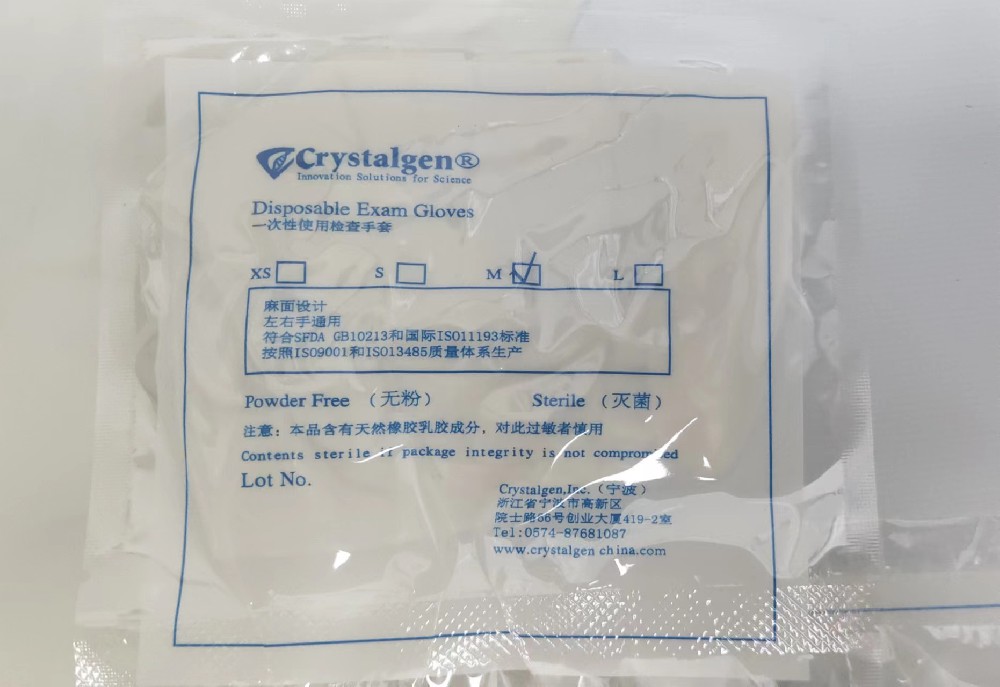 Crystalgen®
Innovation Solutions for Science
Disposable Exam Gloves
一次性使用检查手套
XS S M L
麻面设计
左右手通用
符合SFDA GB10213和国际ISO11193标准
按照ISO9001和ISO13485质量体系生产
Powder Free （无粉） Sterile （灭菌）
注意：本品含有天然橡胶乳胶成分，对此过敏者慎用
Contents sterile if package integrity is not compromised
Lot No.
Crystalgen,Inc.（宁波）
浙江省宁波市高新区
院士路66号创业大厦419-2室
Tel:0574-87681087
www.crystalgen china.com